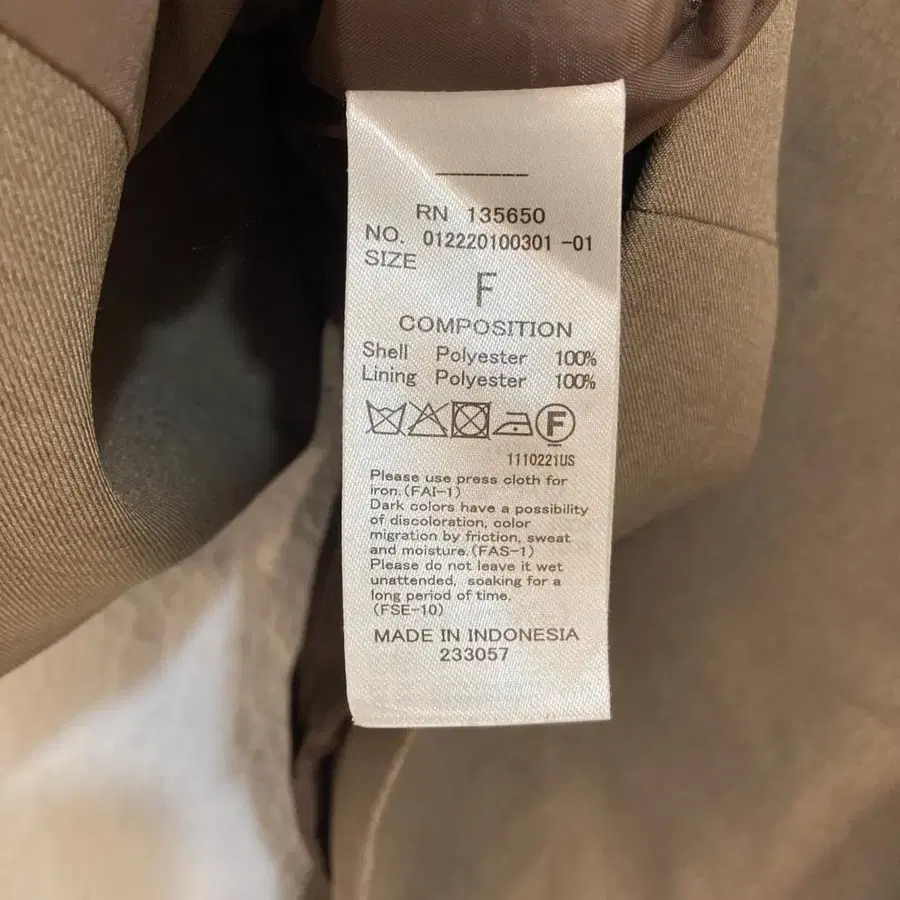 RN 135650
NO. 012220100301 -01
SIZE
F
COMPOSITION
Shell Polyester 100%
Lining Polyester 100%
F
1110221US
Please use press cloth for
iron.(FAI-1)
Dark colors have a possibility
of discoloration, color
migration by friction, sweat
and moisture.(FAS-1)
Please do not leave it wet
unattended, soaking for a
long period of time.
(FSE-10)
MADE IN INDONESIA
233057